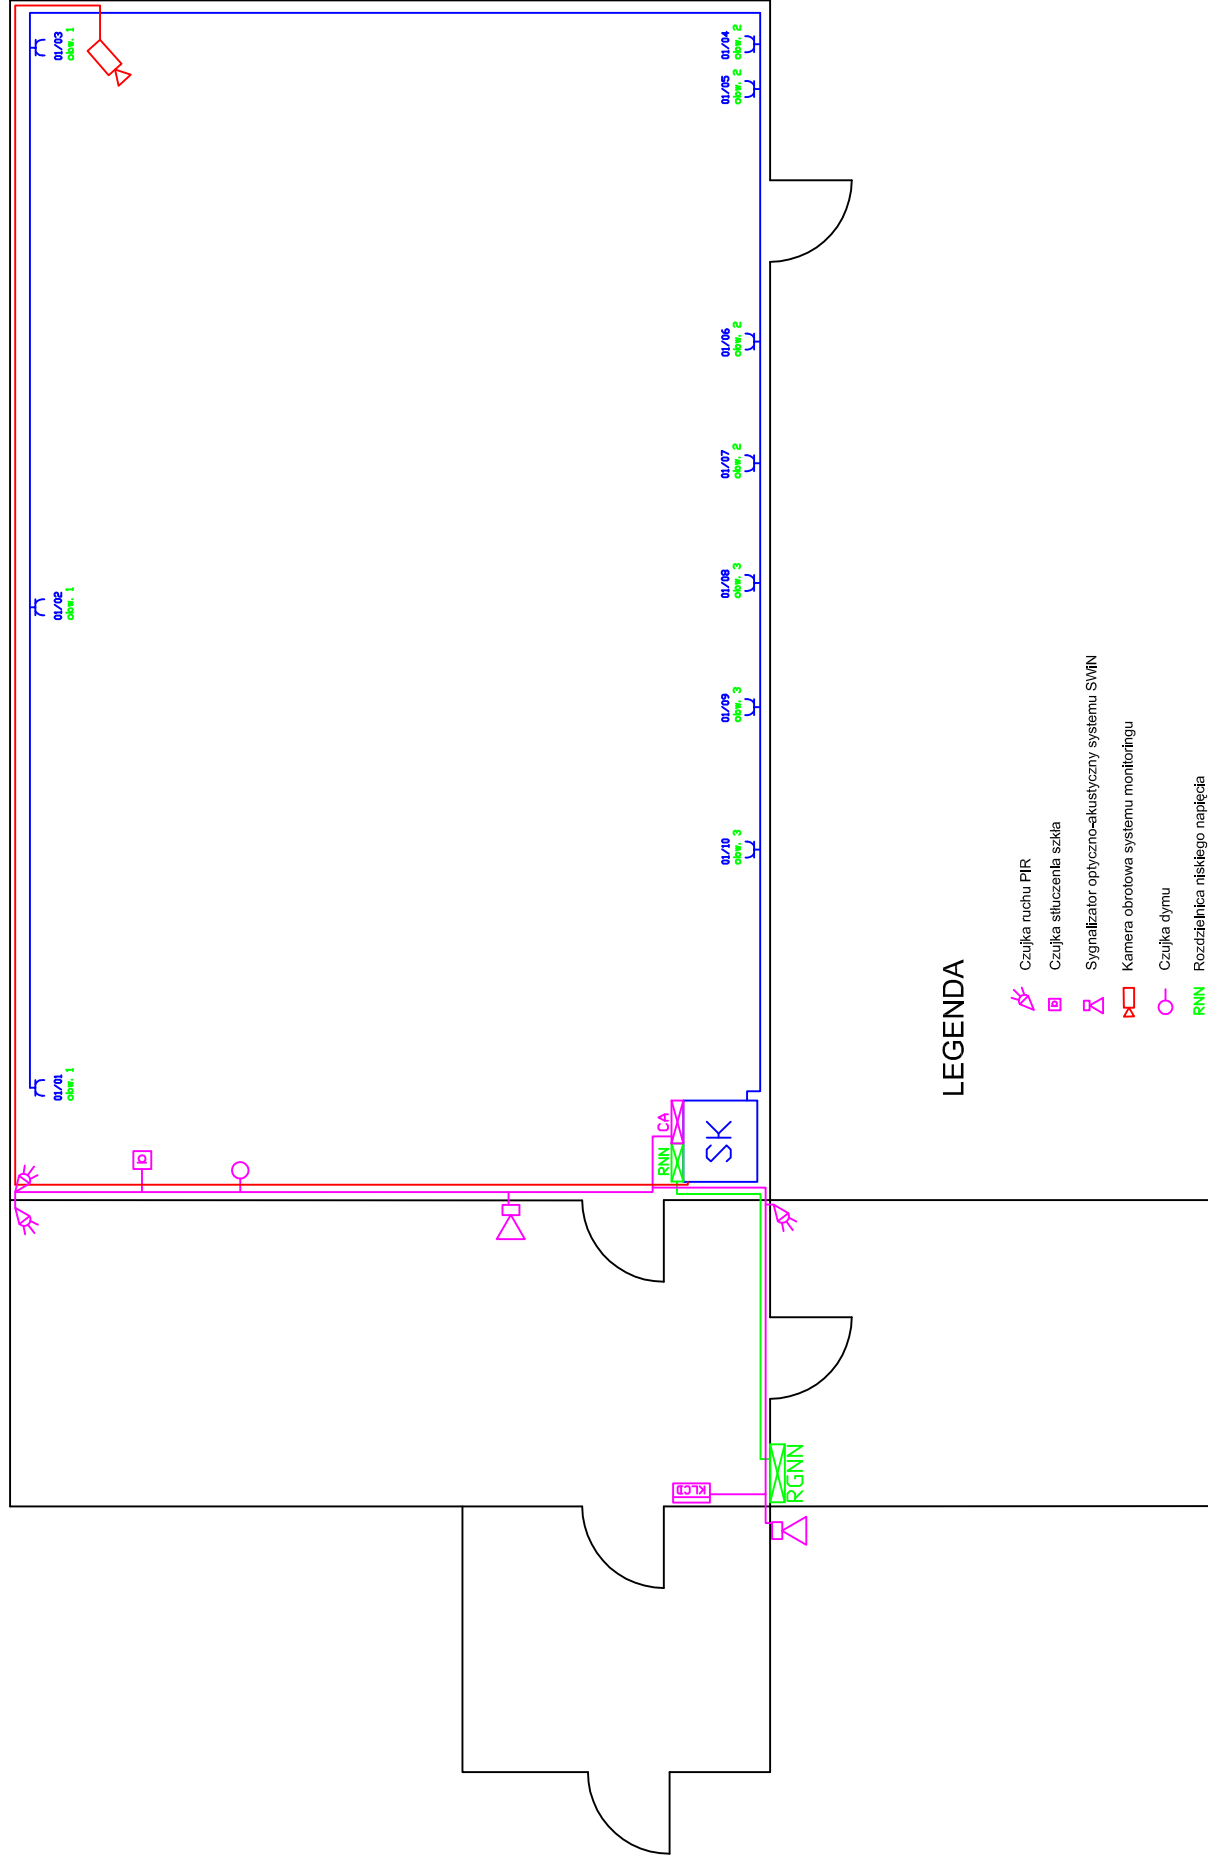 01/03
obw. 1
01/02
obw. 1
01/01
obw. 1
01/04
obw. 2
01/05
obw. 2
01/06
obw. 2
01/07
obw. 2
01/08
obw. 3
01/09
obw. 3
01/10
obw. 3
CA
RNN
SK
KLCD
RGNN
LEGENDA
Czujka ruchu PIR
Czujka stłuczenia szkła
Sygnalizator optyczno-akustyczny systemu SWiN
Kamera obrotowa systemu monitoringu
Czujka dymu
RNN Rozdzielnica niskiego napięcia